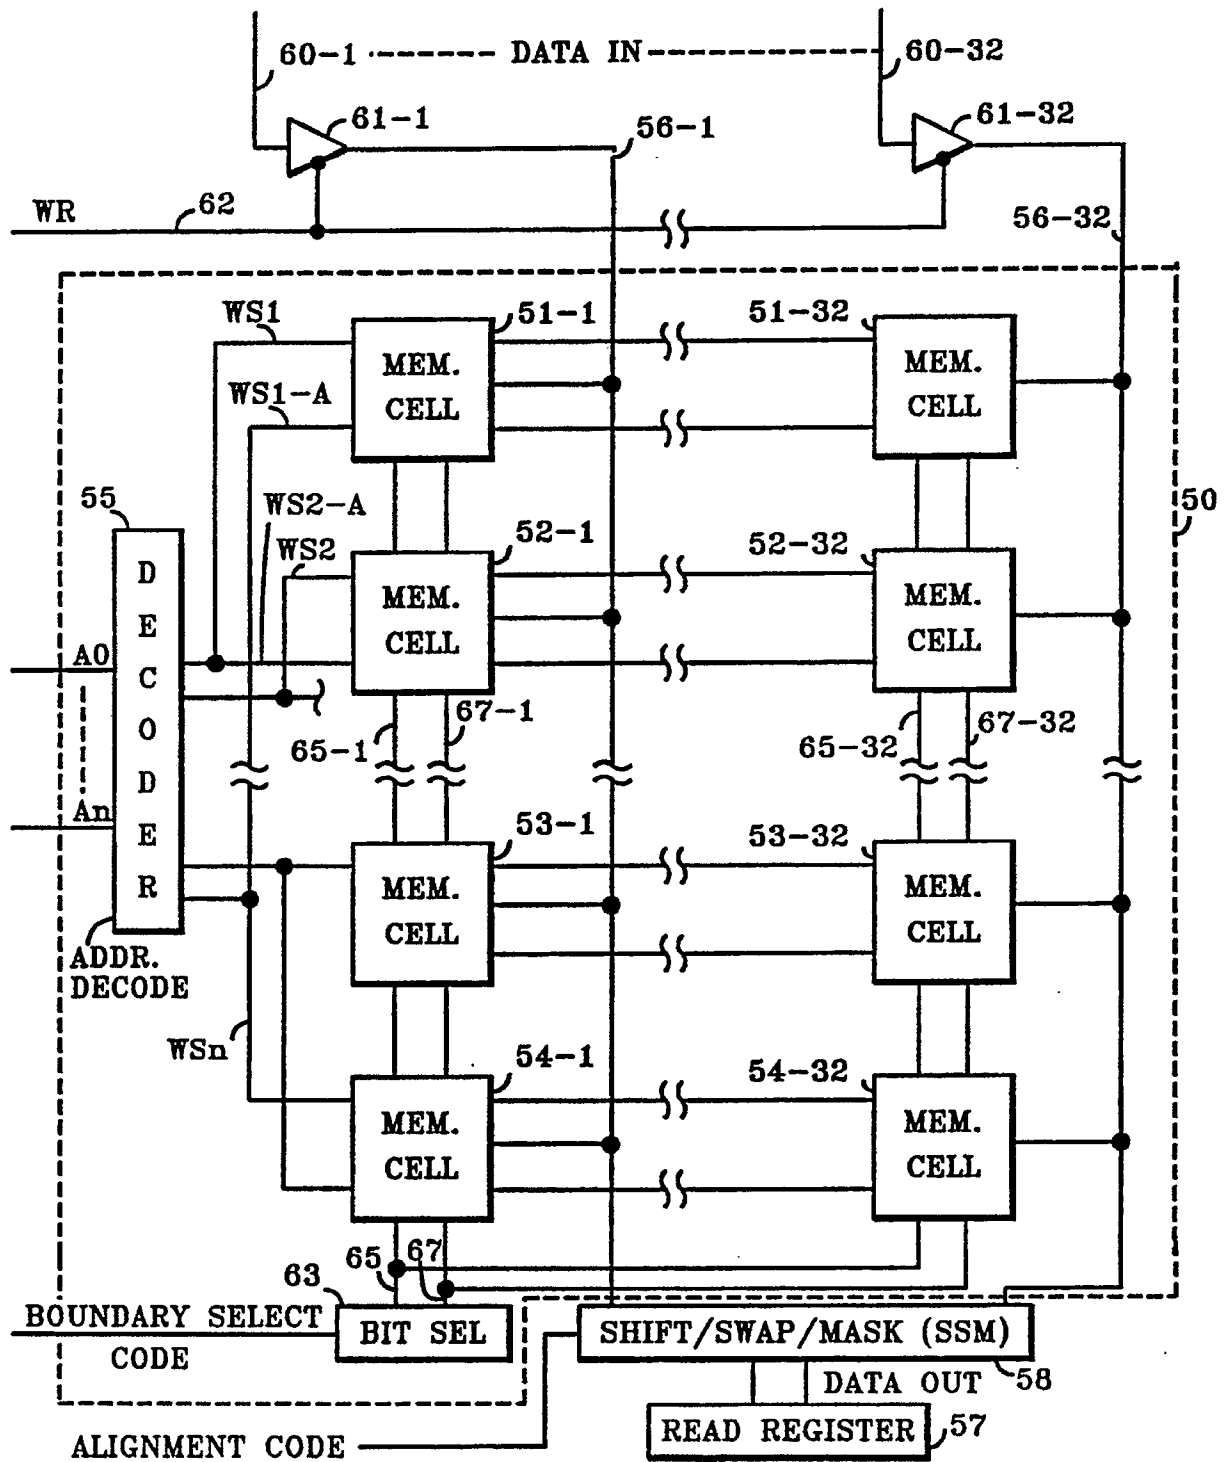 60-1 DATA IN 60-32
61-1
56-1
61-32
WR
62
56-32
WS1
51-1
51-32
MEM.
CELL
MEM.
CELL
WS1-A
55
WS2-A
50
WS2
52-1
52-32
MEM.
CELL
MEM.
CELL
DECODER
A0
An
65-1
67-1
65-32
67-32
53-1
53-32
MEM.
CELL
MEM.
CELL
ADDR.
DECODE
WSn
54-1
54-32
MEM.
CELL
MEM.
CELL
65
67
63
BOUNDARY SELECT
CODE
BIT SEL
SHIFT/SWAP/MASK (SSM)
58
DATA OUT
READ REGISTER
57
ALIGNMENT CODE